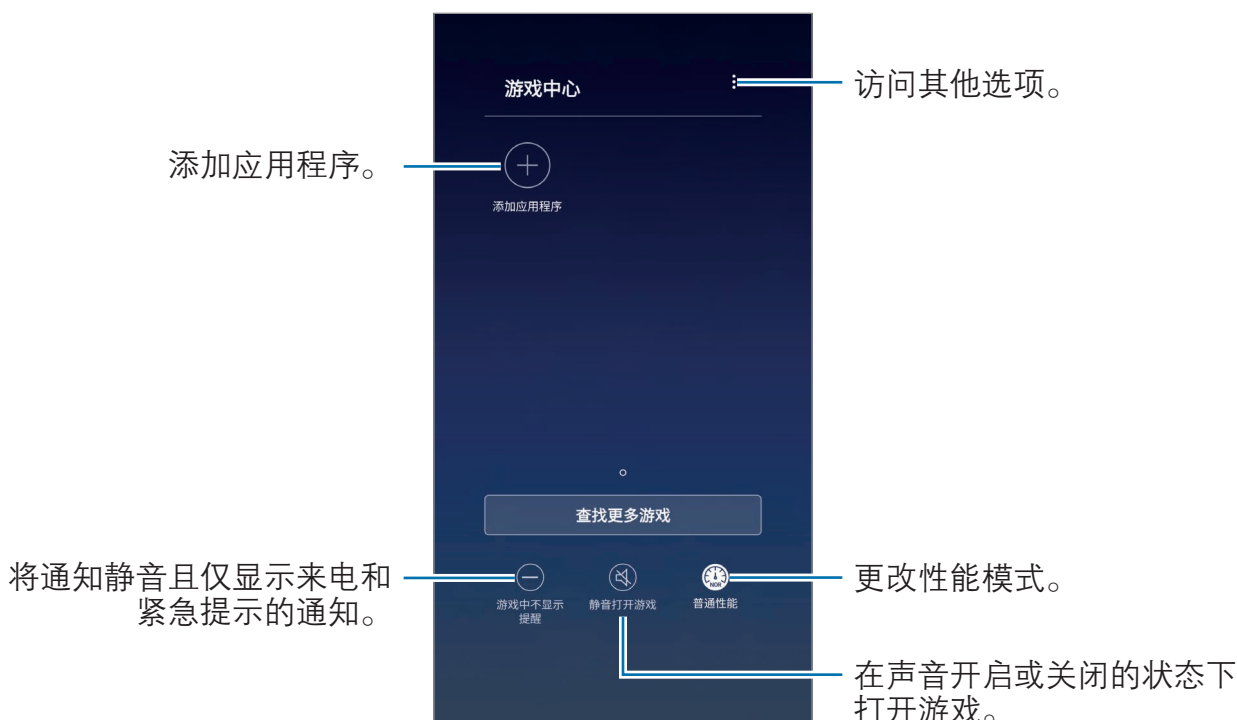 游戏中心
访问其他选项。
添加应用程序。
添加应用程序
查找更多游戏
将通知静音且仅显示来电和
紧急提示的通知。
游戏中不显示
提醒
静音打开游戏
NOR
普通性能
更改性能模式。
在声音开启或关闭的状态下
打开游戏。